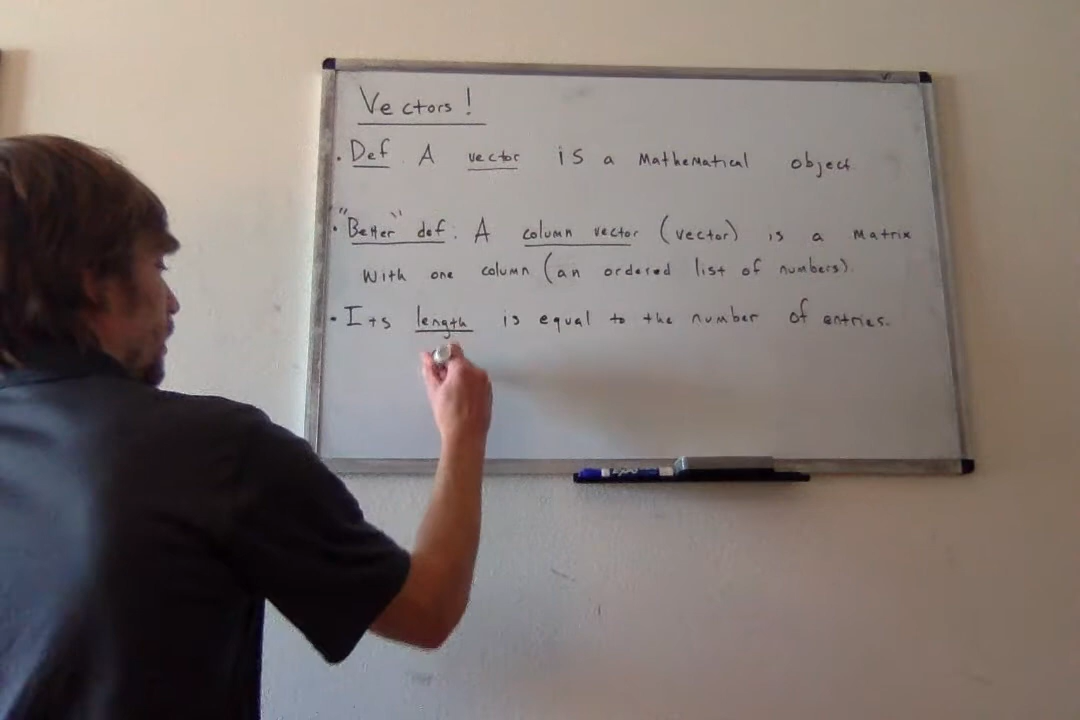 Vectors!
• Def. A vector is a mathematical object.
• "Better" def: A column vector (vector) is a matrix
with one column (an ordered list of numbers).
• Its length is equal to the number of entries.
EXPO